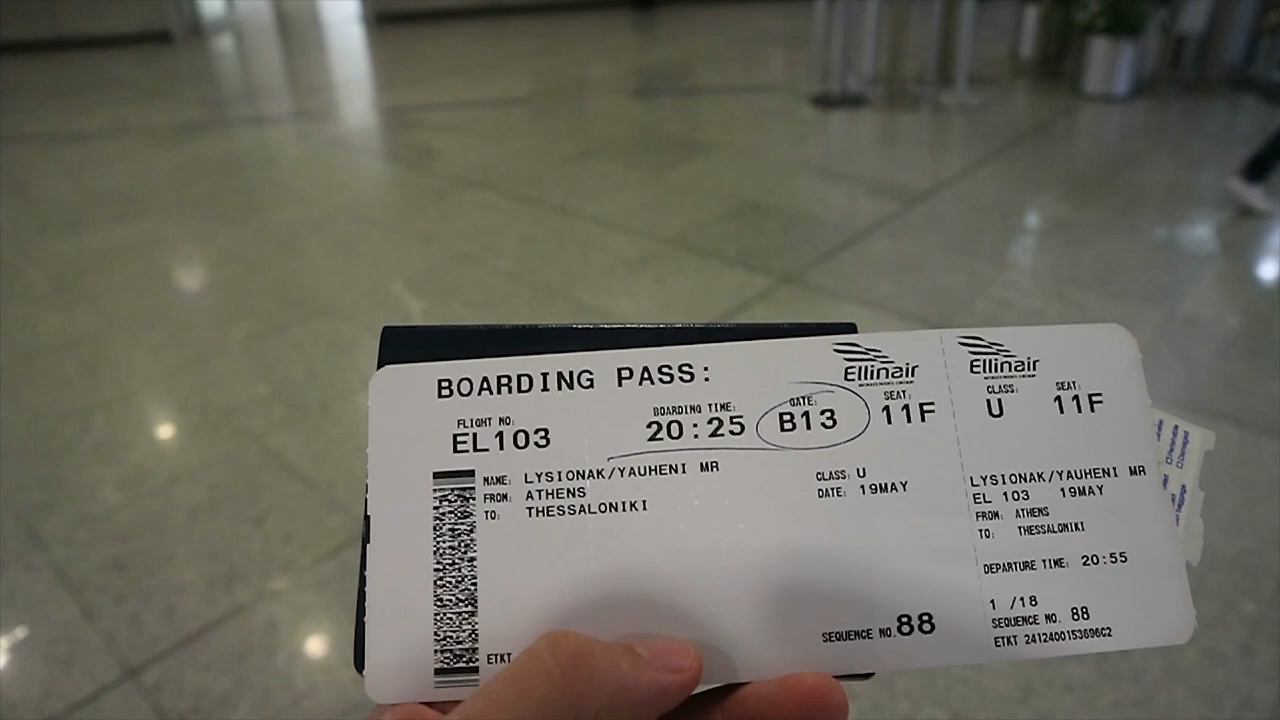 BOARDING PASS:
Ellinair
FLIGHT NO:
EL103
BOARDING TIME:
20:25
GATE:
B13
SEAT:
11F
NAME: LYSIONAK/YAUHENI MR
FROM: ATHENS
TO: THESSALONIKI
CLASS: U
DATE: 19MAY
SEQUENCE NO. 88
ETKT
Ellinair
CLASS:
U
SEAT:
11F
LYSIONAK/YAUHENI MR
EL 103 19MAY
FROM: ATHENS
TO: THESSALONIKI
DEPARTURE TIME: 20:55
1 /18
SEQUENCE NO. 88
ETKT 2412400153696C2
Perishable
Damaged